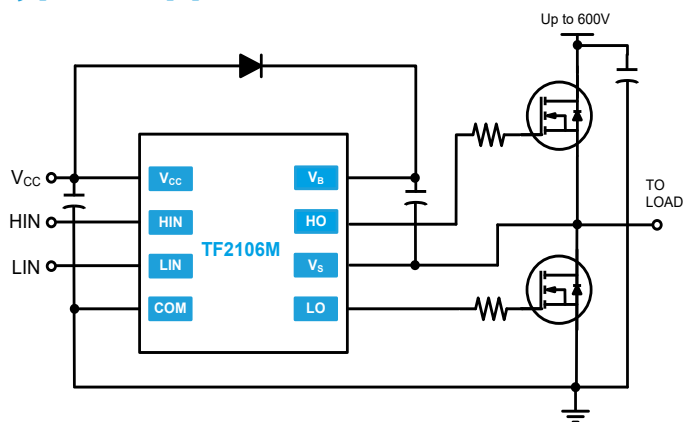 Up to 600V
TO
LOAD
VCC
HIN
LIN
VCC
HIN
LIN
COM
TF2106M
VB
HO
VS
LO